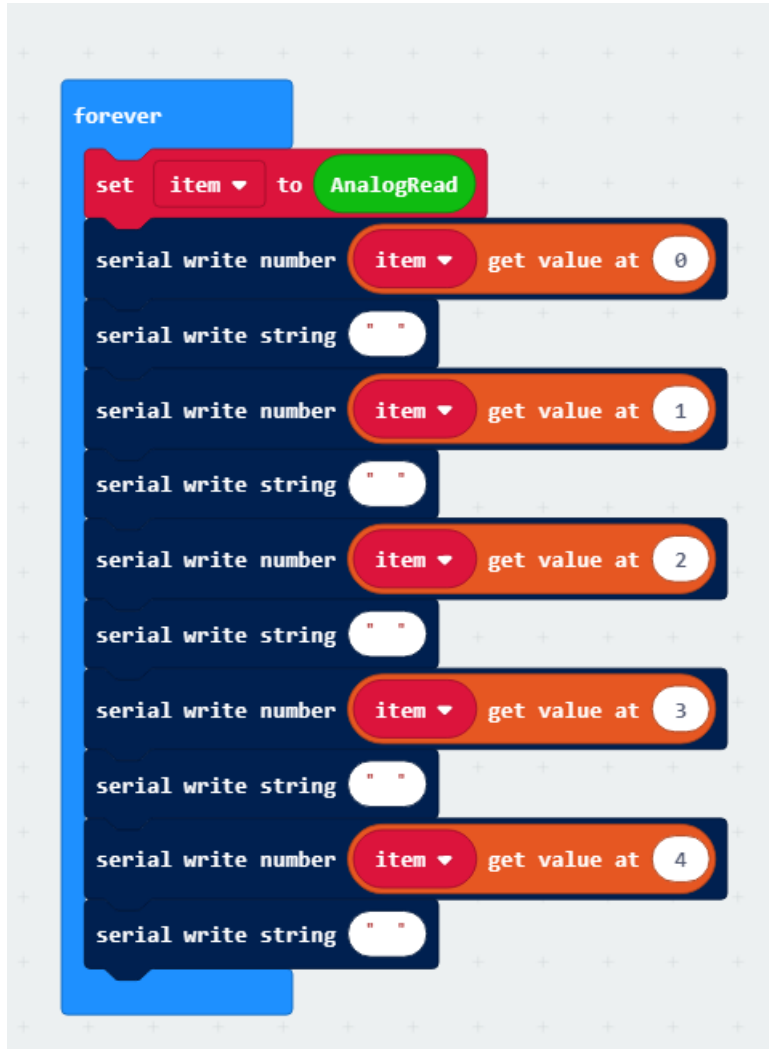 forever
set item to AnalogRead
serial write number item get value at 0
serial write string " "
serial write number item get value at 1
serial write string " "
serial write number item get value at 2
serial write string " "
serial write number item get value at 3
serial write string " "
serial write number item get value at 4
serial write string " "